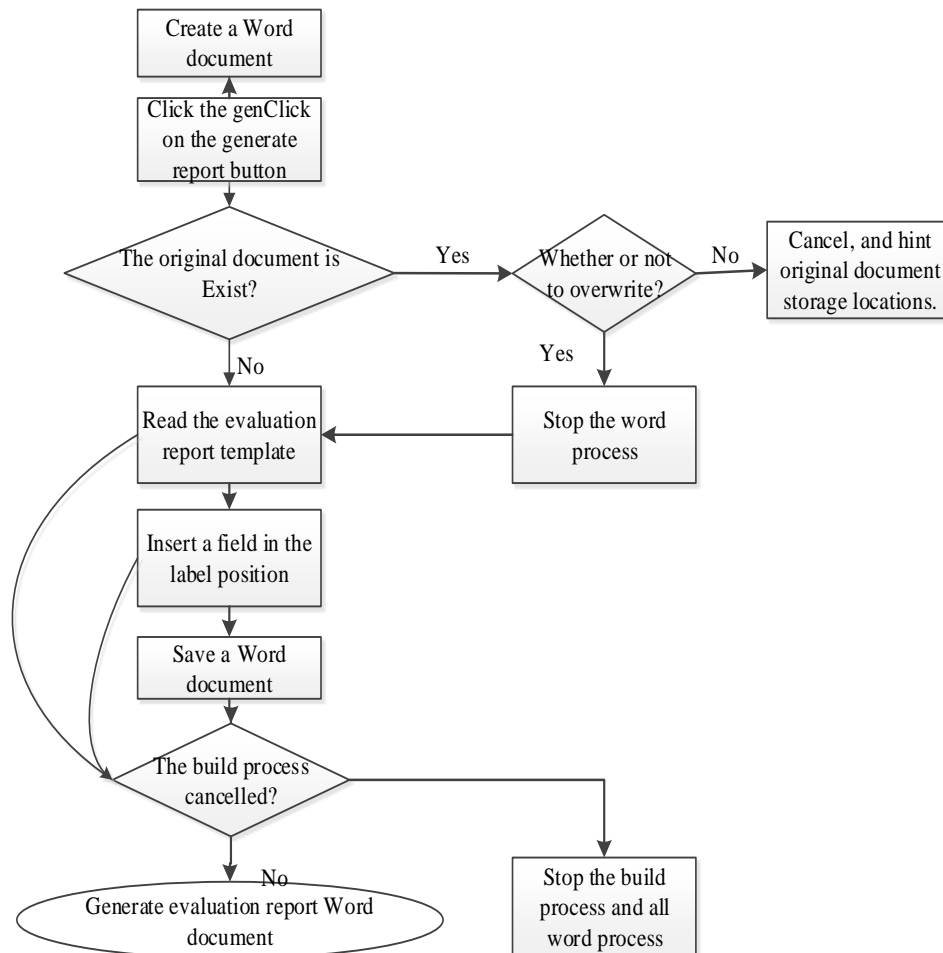 Create a Word
document
Click the genClick
on the generate
report button
The original document is
Exist?
Yes
Whether or not
to overwrite?
No
Cancel, and hint
original document
storage locations.
No
Yes
Read the evaluation
report template
Stop the word
process
Insert a field in the
label position
Save a Word
document
The build process
cancelled?
No
Generate evaluation report Word
document
Stop the build
process and all
word process